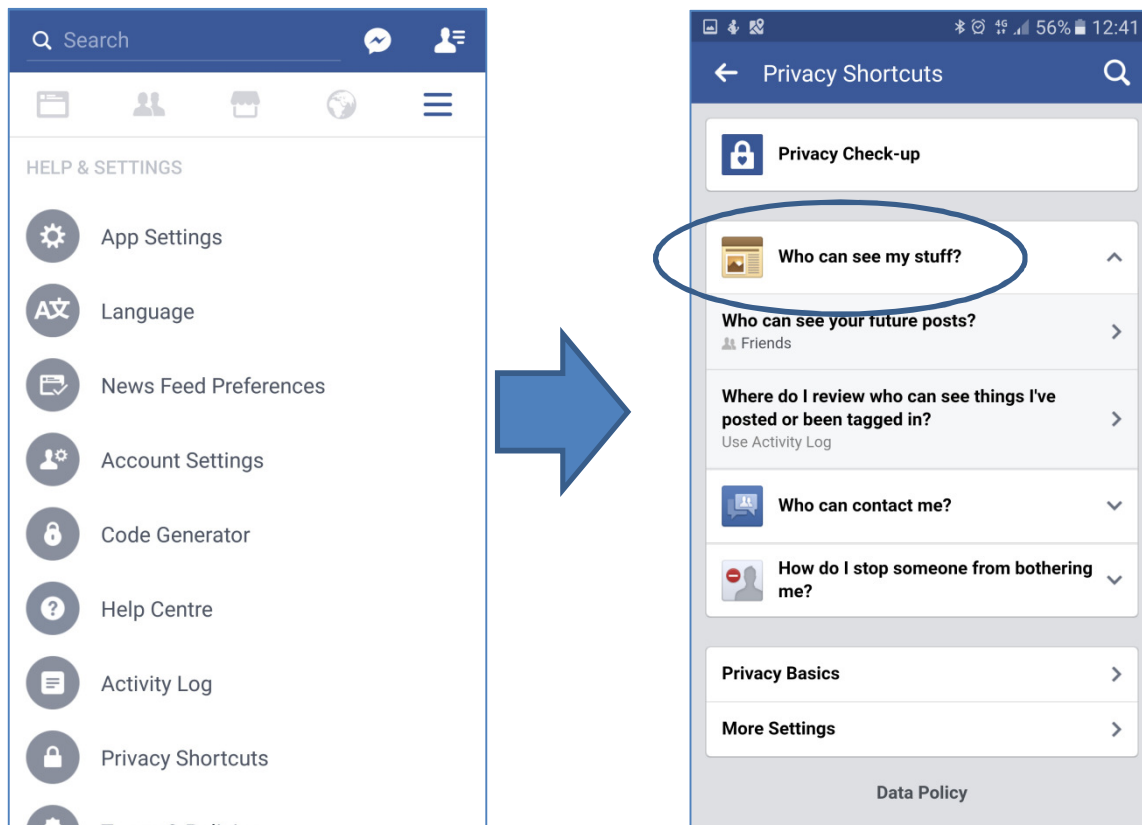 Search
HELP & SETTINGS
App Settings
Language
News Feed Preferences
Account Settings
Code Generator
Help Centre
Activity Log
Privacy Shortcuts
4G 56% 12:41
Privacy Shortcuts
Privacy Check-up
Who can see my stuff?
Who can see your future posts?
Friends
Where do I review who can see things I've
posted or been tagged in?
Use Activity Log
Who can contact me?
How do I stop someone from bothering
me?
Privacy Basics
More Settings
Data Policy